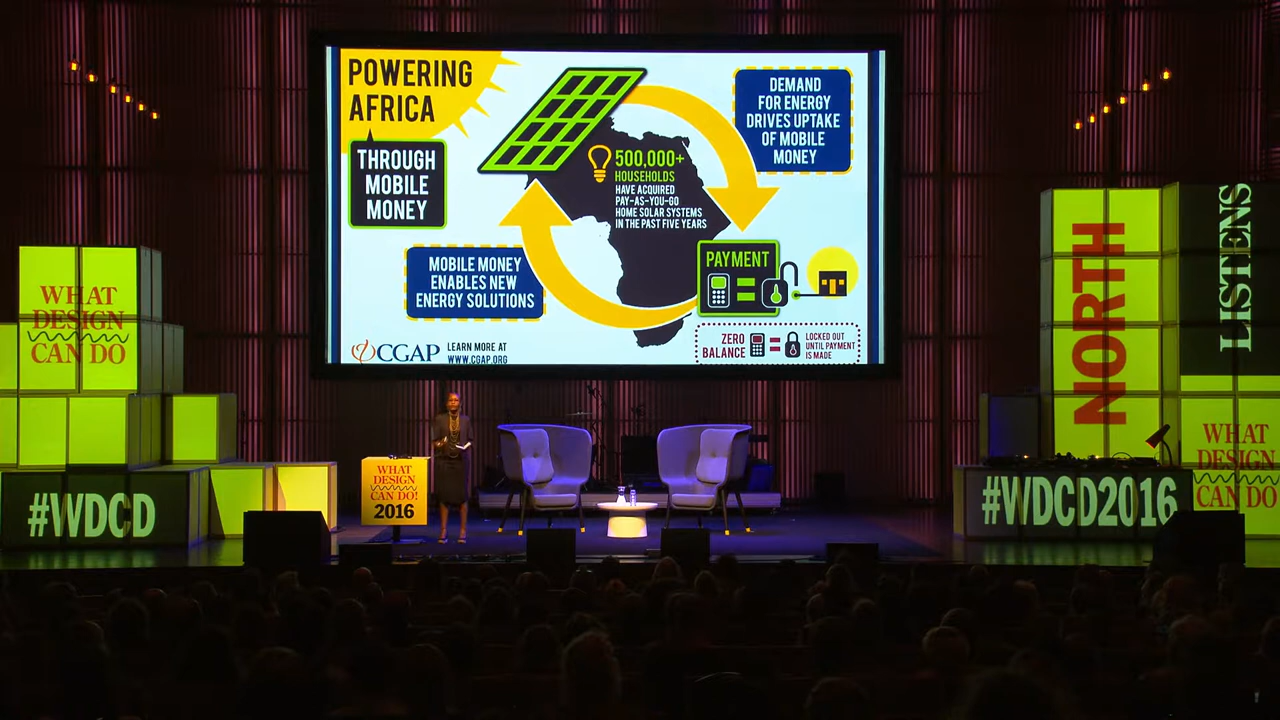 POWERING
AFRICA
THROUGH
MOBILE
MONEY
DEMAND
FOR ENERGY
DRIVES UPTAKE
OF MOBILE
MONEY
500,000+
HOUSEHOLDS
HAVE ACQUIRED
PAY-AS-YOU-GO
HOME SOLAR SYSTEMS
IN THE PAST FIVE YEARS
MOBILE MONEY
ENABLES NEW
ENERGY SOLUTIONS
PAYMENT
=
ZERO
BALANCE
=
LOCKED OUT
UNTIL PAYMENT
IS MADE
CGAP
LEARN MORE AT
WWW.CGAP.ORG
WHAT
DESIGN
CAN DO
#WDCD
WHAT
DESIGN
CAN DO!
2016
NORTH
LISTENS
WHAT
DESIGN
CAN DO
#WDCD2016